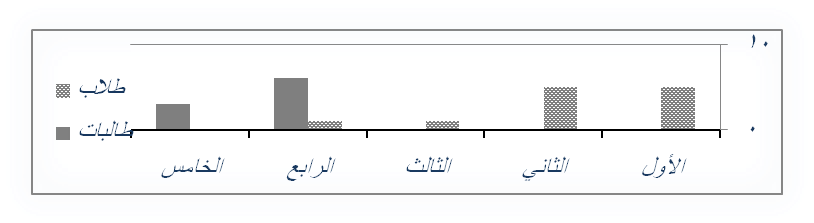 ١٠
٠
الأول
الثاني
الثالث
الرابع
الخامس
طلاب
طالبات